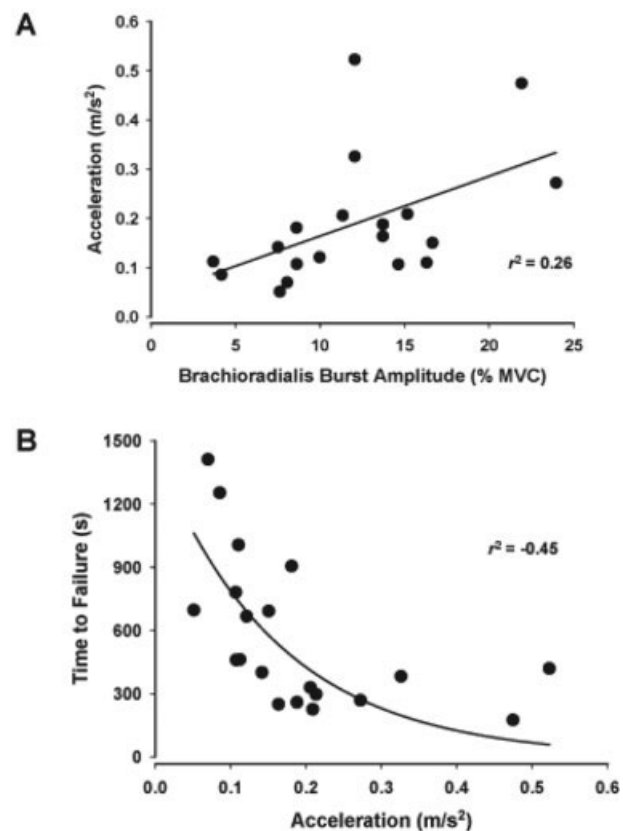 A
0.6
0.5
0.4
0.3
0.2
0.1
0.0
Acceleration (m/s²)
r² = 0.26
0 5 10 15 20 25
Brachioradialis Burst Amplitude (% MVC)
B
1500
1200
900
600
300
0
Time to Failure (s)
r² = -0.45
0.0 0.1 0.2 0.3 0.4 0.5 0.6
Acceleration (m/s²)